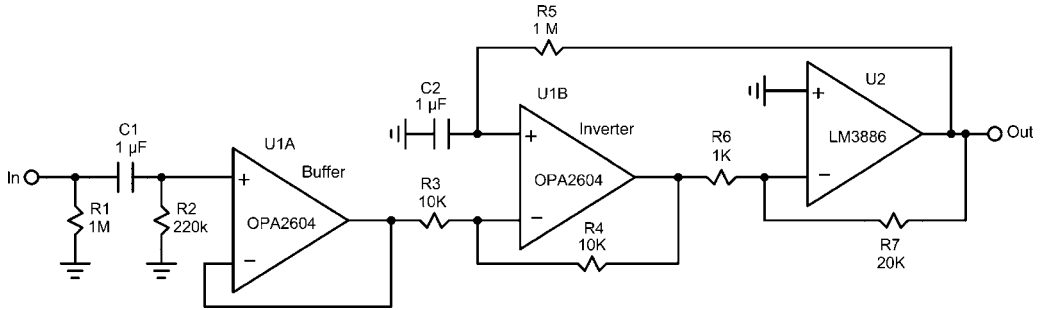 R5
1 M
C2
1 µF
U1B
U2
+
Inverter
+
LM3886
Out
C1
1 µF
U1A
Buffer
R6
1K
In
+
R3
10K
OPA2604
−
R1
1M
R2
220k
OPA2604
−
R4
10K
R7
20K
−